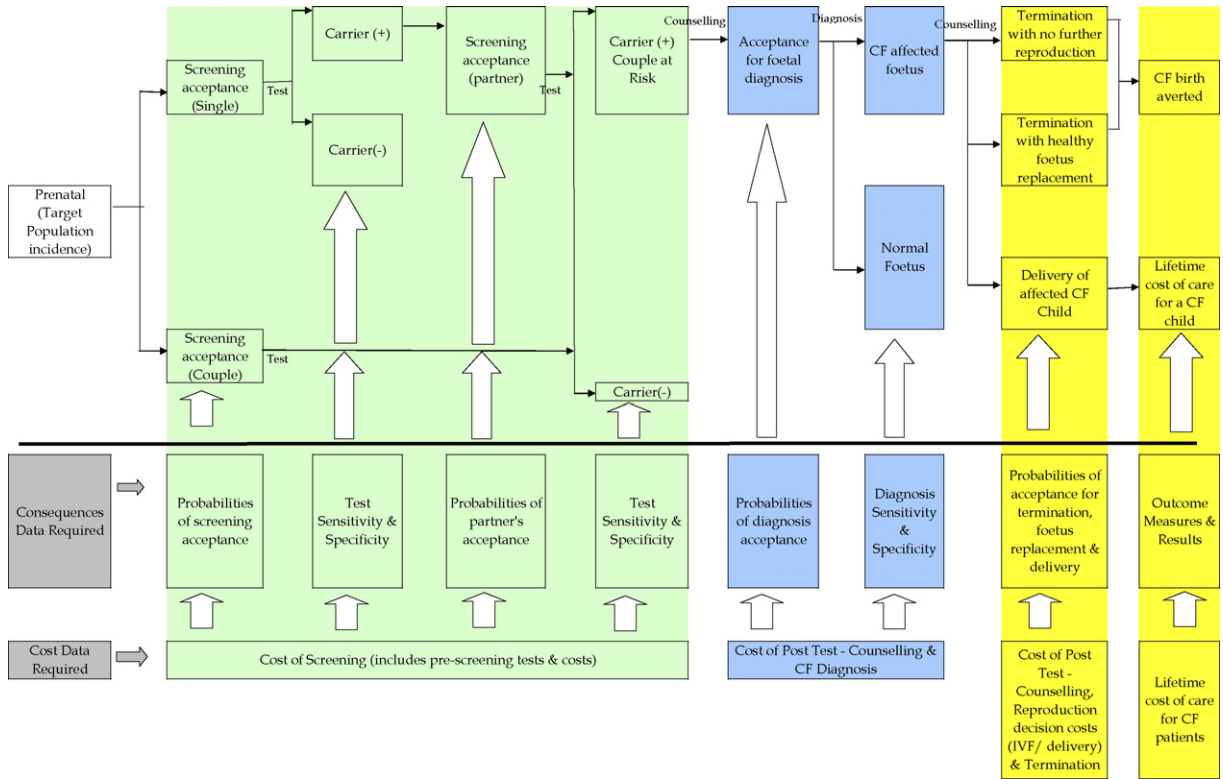 Carrier (+)
Screening
acceptance
(partner)
Carrier (+)
Couple at
Risk
Counselling
Acceptance
for foetal
diagnosis
Diagnosis
CF affected
foetus
Counselling
Termination
with no further
reproduction
CF birth
averted
Screening
acceptance
(Single)
Test
Test
Carrier(-)
Termination
with healthy
foetus
replacement
Prenatal
(Target
Population
incidence)
Normal
Foetus
Delivery of
affected CF
Child
Lifetime
cost of care
for a CF
child
Screening
acceptance
(Couple)
Test
Carrier(-)
Consequences
Data Required
Probabilities
of screening
acceptance
Test
Sensitivity &
Specificity
Probabilities of
partner's
acceptance
Test
Sensitivity &
Specificity
Probabilities
of diagnosis
acceptance
Diagnosis
Sensitivity
&
Specificity
Probabilities of
acceptance for
termination,
foetus
replacement &
delivery
Outcome
Measures &
Results
Cost Data
Required
Cost of Screening (includes pre-screening tests & costs)
Cost of Post Test - Counselling &
CF Diagnosis
Cost of Post
Test -
Counselling,
Reproduction
decision costs
(IVF/ delivery)
& Termination
Lifetime
cost of care
for CF
patients